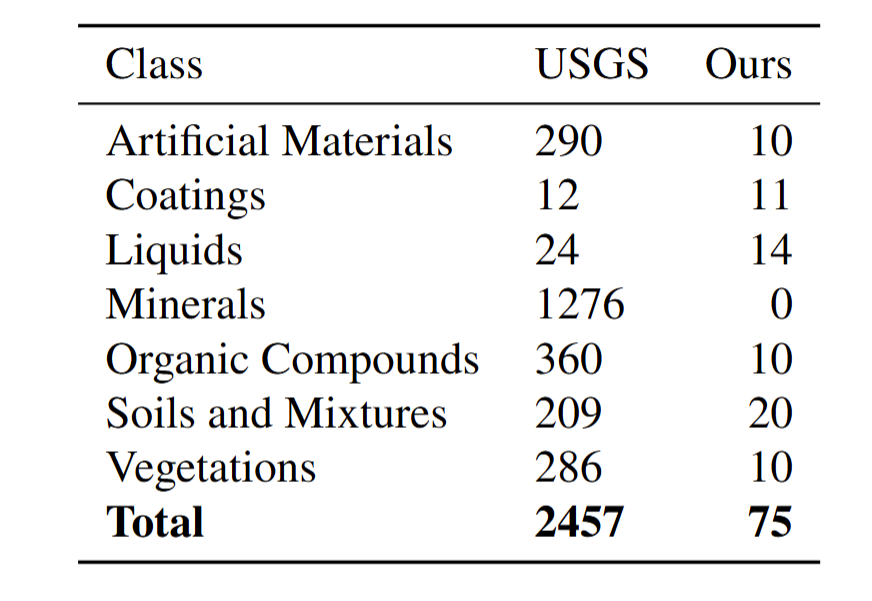 Class USGS Ours
Artificial Materials 290 10
Coatings 12 11
Liquids 24 14
Minerals 1276 0
Organic Compounds 360 10
Soils and Mixtures 209 20
Vegetations 286 10
Total 2457 75